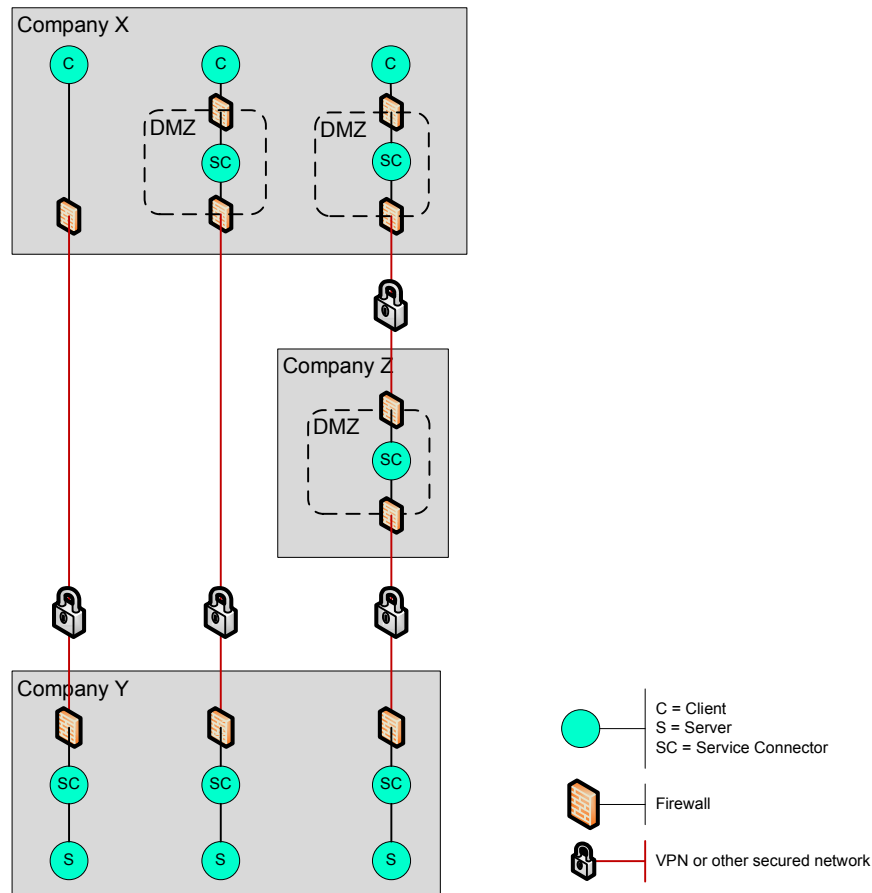 Company X
C
C
C
DMZ
DMZ
SC
SC
Company Z
DMZ
SC
Company Y
SC
SC
SC
S
S
S
C = Client
S = Server
SC = Service Connector
Firewall
VPN or other secured network